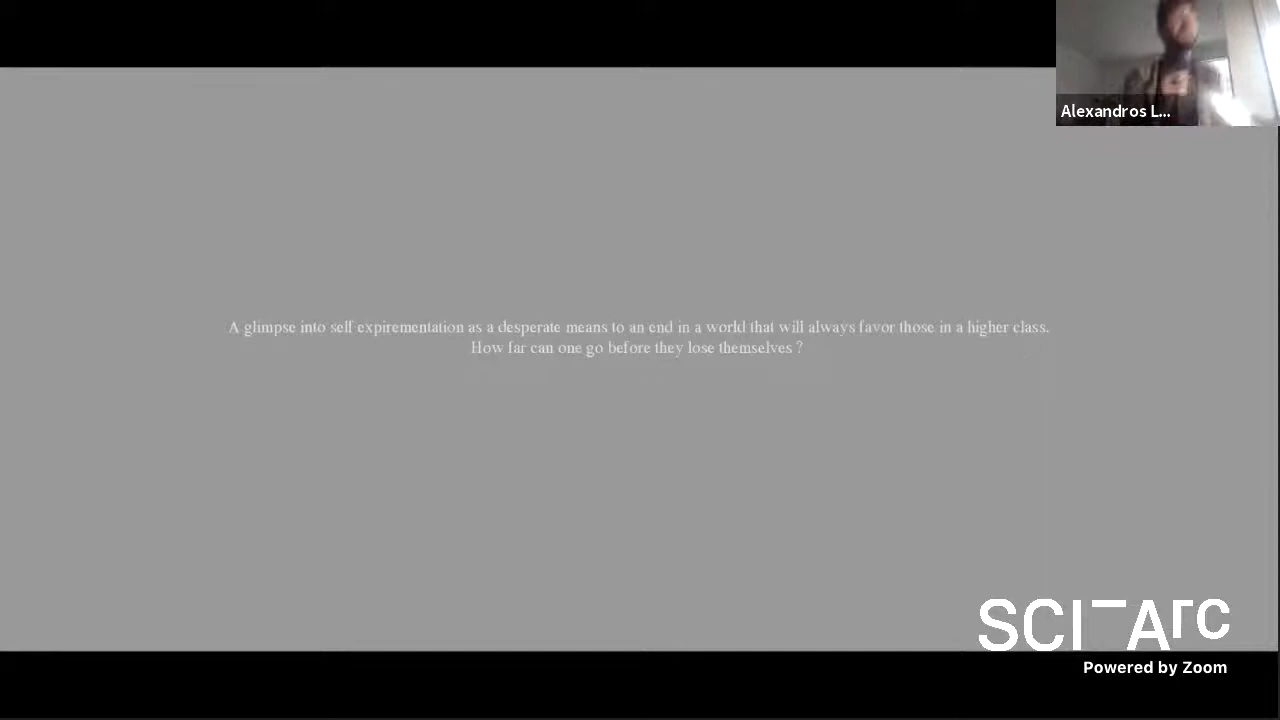 Alexandros L...
A glimpse into self expirementation as a desperate means to an end in a world that will always favor those in a higher class.
How far can one go before they lose themselves ?
SCI-Arc
Powered by Zoom